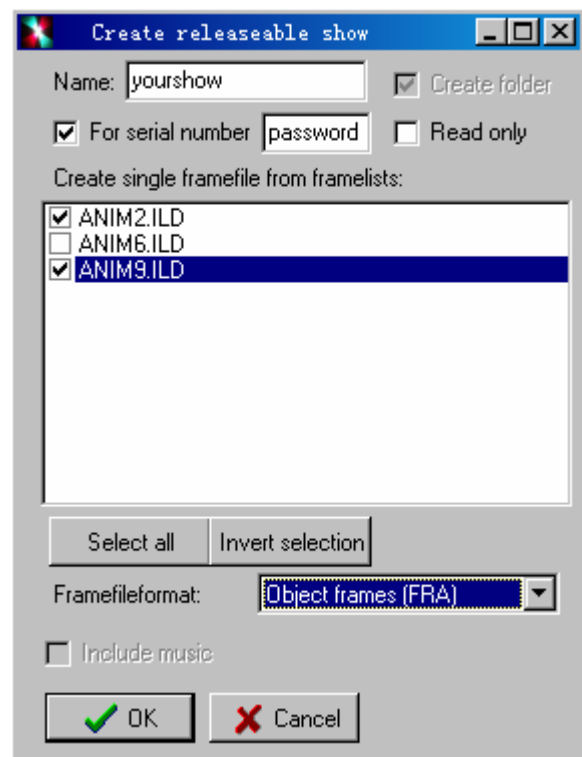 Create releaseable show
Name: yourshow Create folder
For serial number password Read only
Create single framefile from framelists:
ANIM2.ILD
ANIM6.ILD
ANIM9.ILD
Select all Invert selection
Framefileformat: Object frames (FRA)
Include music
OK Cancel